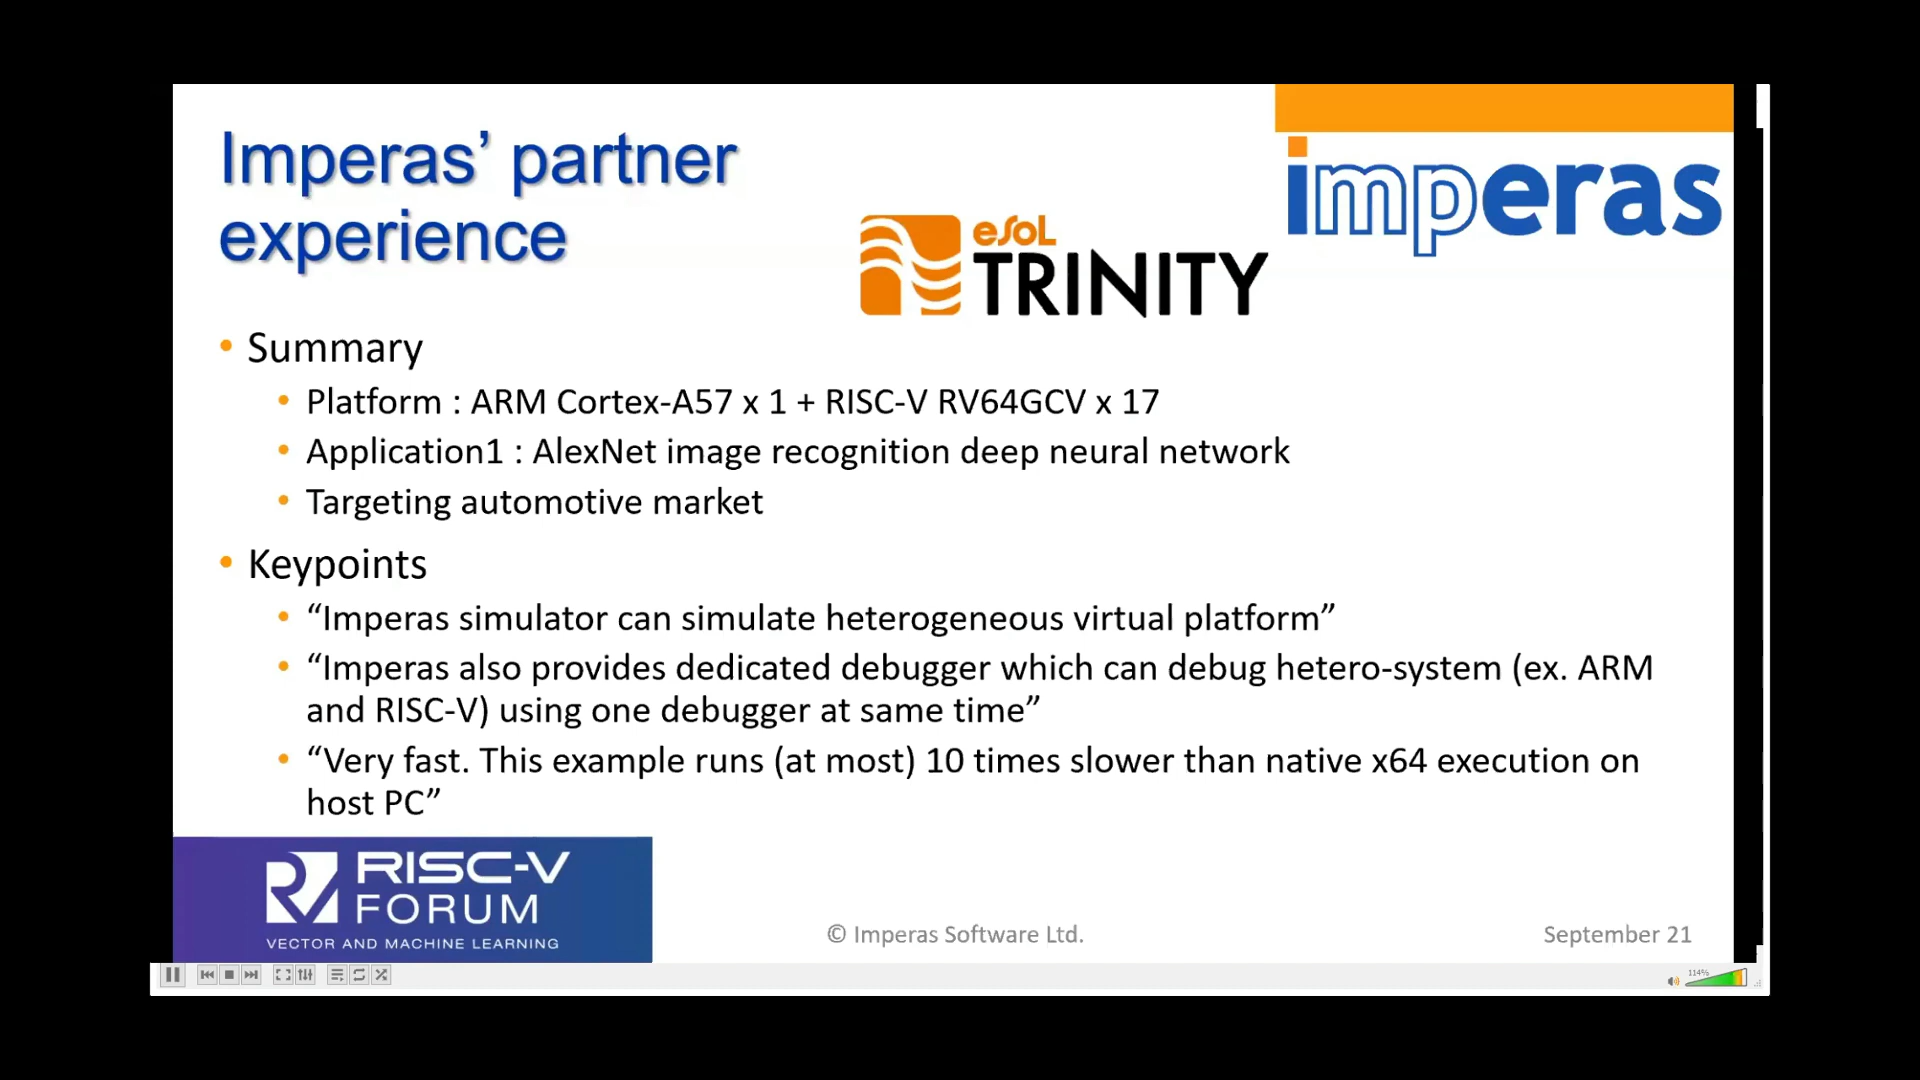 Imperas’ partner
experience
eSOL
TRINITY
imperas
• Summary
• Platform : ARM Cortex-A57 x 1 + RISC-V RV64GCV x 17
• Application1 : AlexNet image recognition deep neural network
• Targeting automotive market
• Keypoints
• “Imperas simulator can simulate heterogeneous virtual platform”
• “Imperas also provides dedicated debugger which can debug hetero-system (ex. ARM
and RISC-V) using one debugger at same time”
• “Very fast. This example runs (at most) 10 times slower than native x64 execution on
host PC”
RISC-V
FORUM
VECTOR AND MACHINE LEARNING
© Imperas Software Ltd.
September 21
114%